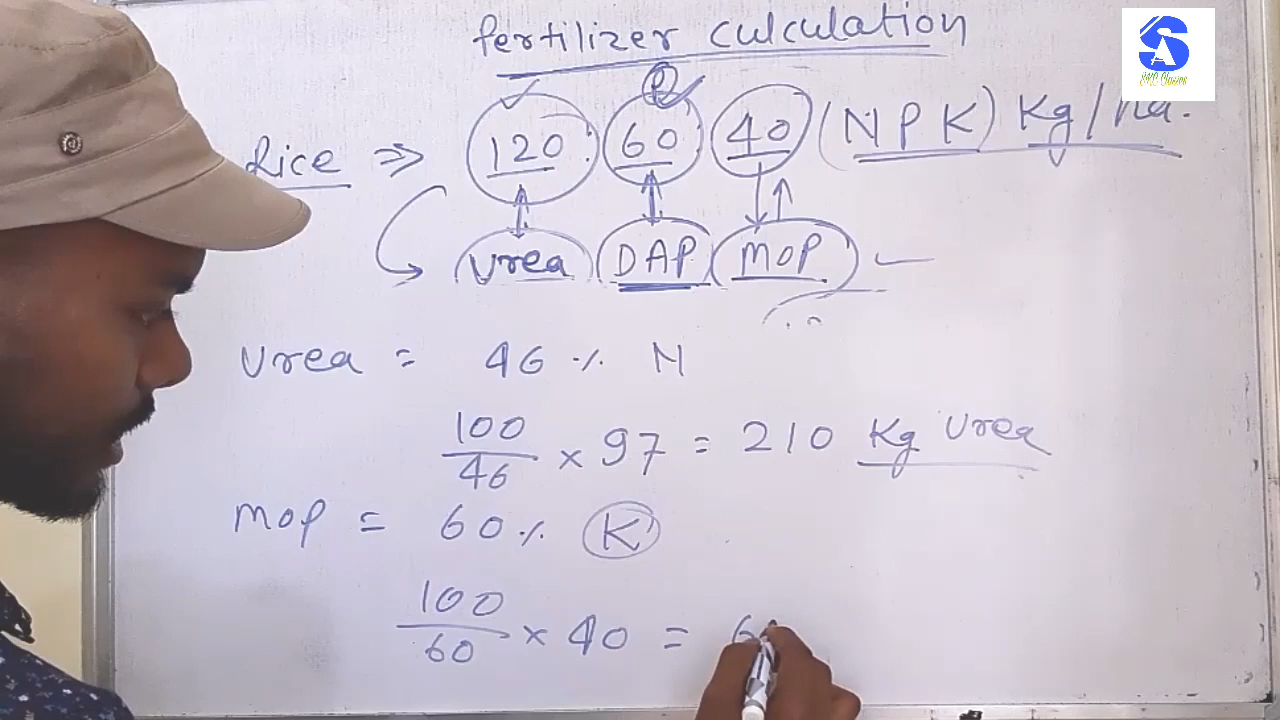 fertilizer culculation
P
Rice ⇒ 120 60 40 (NPK) Kg/ha.
Urea DAP MOP
Urea = 46 % N
100/46 × 97 = 210 Kg Urea
MOP = 60 % K
100/60 × 40 = 6
SA